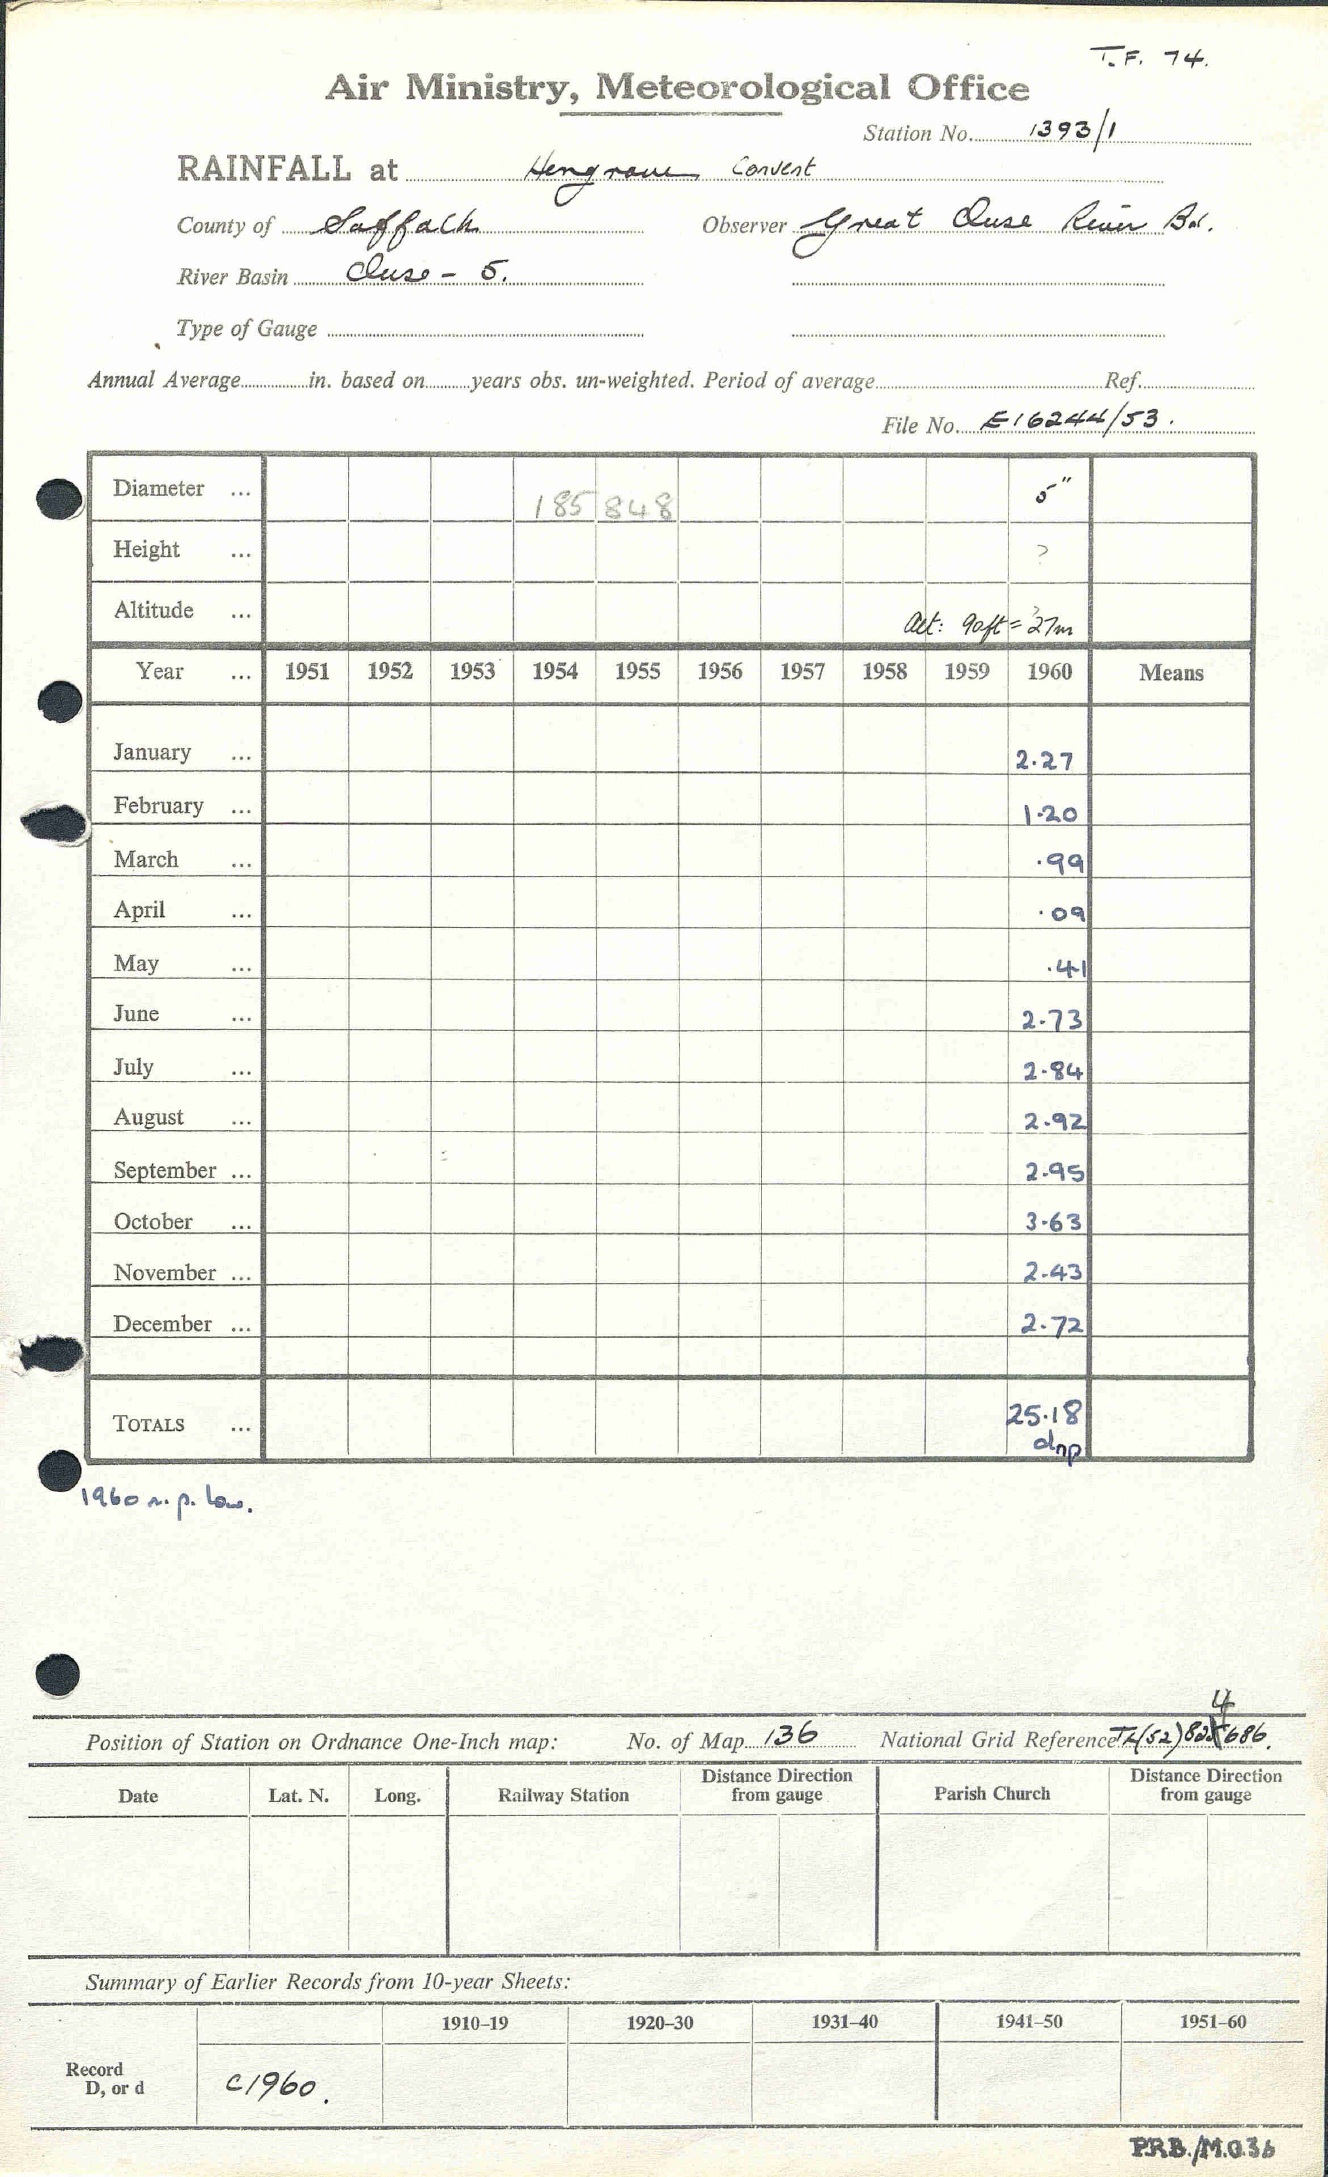 T.F. 74.
Air Ministry, Meteorological Office
Station No. 1393/1
RAINFALL at Hengrave Convent
County of Suffolk Observer Great Ouse River Bd.
River Basin Ouse - 5.
Type of Gauge
Annual Average in. based on years obs. un-weighted. Period of average Ref.
File No. E16244/53.
Diameter ... 185 848 5"
Height ... ?
Altitude ... Alt: 90ft = 27m
Year ... 1951 1952 1953 1954 1955 1956 1957 1958 1959 1960 Means
January ... 2.27
February ... 1.20
March ... .99
April ... .09
May ... .41
June ... 2.73
July ... 2.84
August ... 2.92
September ... 2.95
October ... 3.63
November ... 2.43
December ... 2.72
TOTALS ... 25.18
dnp
1960 n.p. low.
4
Position of Station on Ordnance One-Inch map: No. of Map 136 National Grid Reference TL(52) 686.
Date Lat. N. Long. Railway Station Distance Direction from gauge Parish Church Distance Direction from gauge
Summary of Earlier Records from 10-year Sheets:
1910–19 1920–30 1931–40 1941–50 1951–60
Record
D, or d c1960.
P.R.B./M.O.36